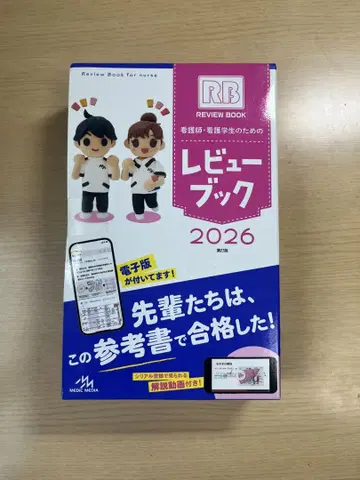 Review Book for nurse
RB
REVIEW BOOK
看護師・看護学生のための
レビュー
ブック
2026
電子版
が付いてます!
先輩たちは、
この参考書で合格した!
シリアル登録で見られる
解説動画付き!
MEDIC MEDIA